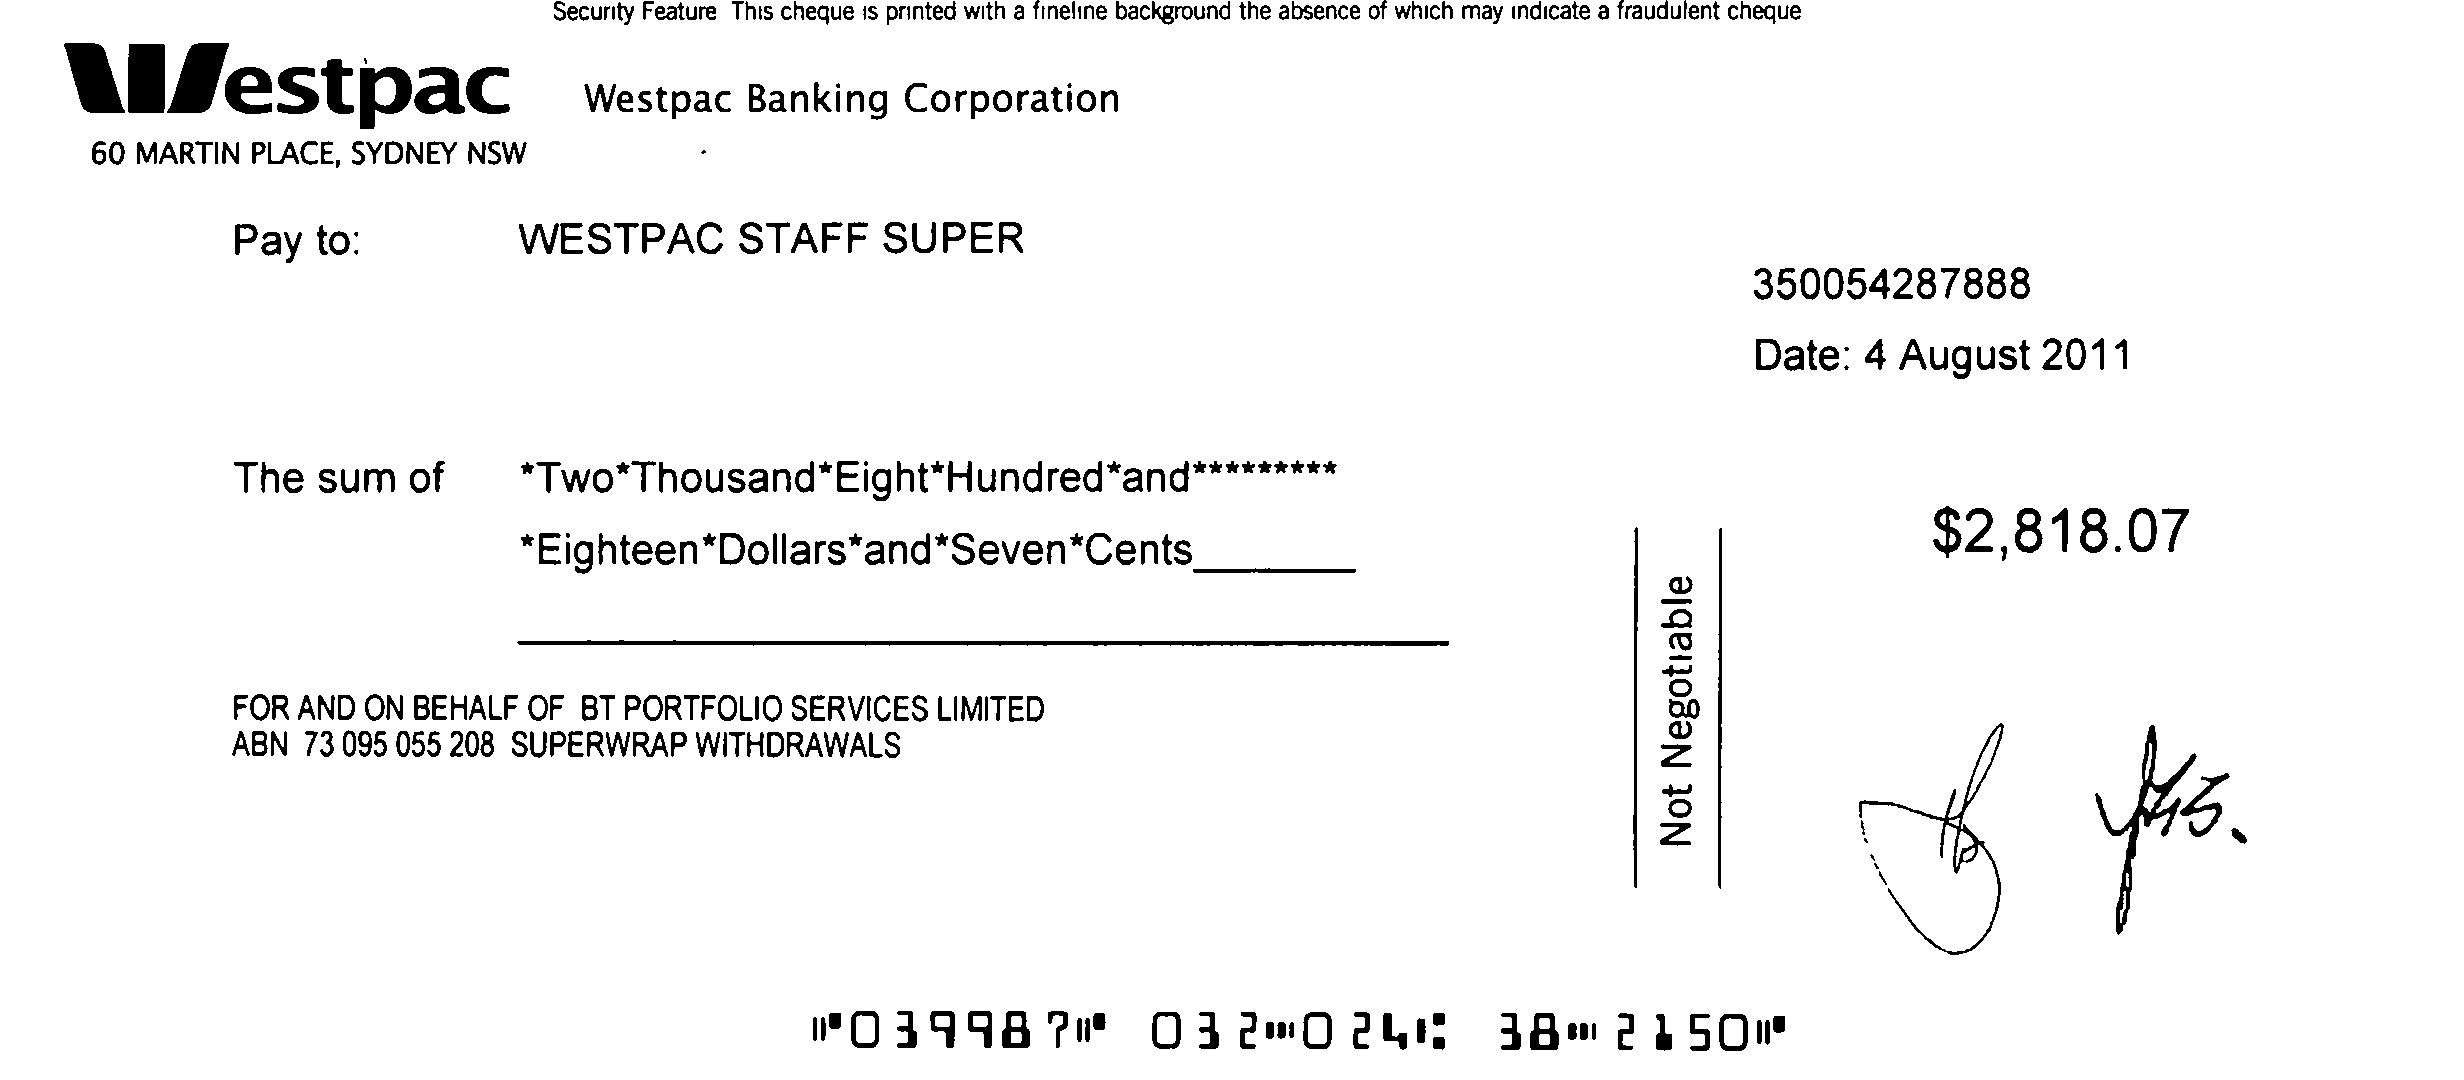 Security Feature This cheque is printed with a fineline background the absence of which may indicate a fraudulent cheque
Westpac
Westpac Banking Corporation
60 MARTIN PLACE, SYDNEY NSW
Pay to: WESTPAC STAFF SUPER
350054287888
Date: 4 August 2011
The sum of *Two*Thousand*Eight*Hundred*and*********
*Eighteen*Dollars*and*Seven*Cents
$2,818.07
Not Negotiable
FOR AND ON BEHALF OF BT PORTFOLIO SERVICES LIMITED
ABN 73 095 055 208 SUPERWRAP WITHDRAWALS
⑈039987⑈ 032⑉024⑆ 38⑉2150⑈